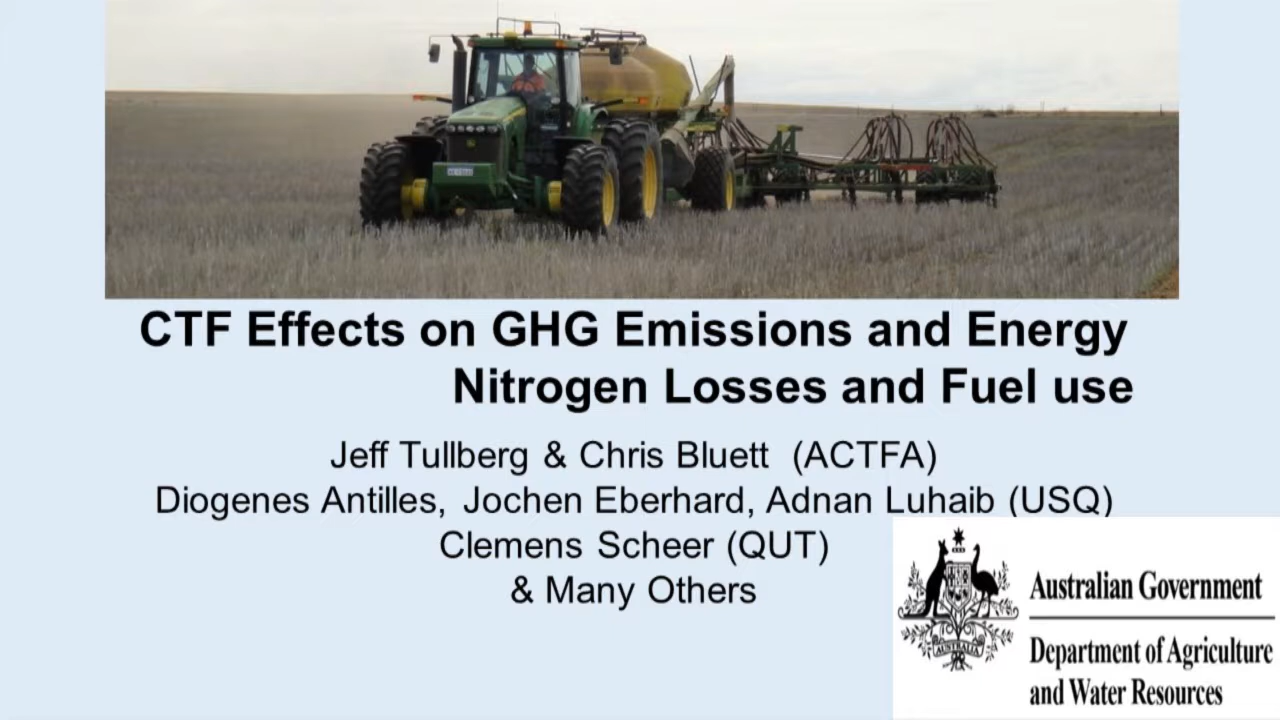 CTF Effects on GHG Emissions and Energy
Nitrogen Losses and Fuel use
Jeff Tullberg & Chris Bluett (ACTFA)
Diogenes Antilles, Jochen Eberhard, Adnan Luhaib (USQ)
Clemens Scheer (QUT)
& Many Others
AUSTRALIA
Australian Government
Department of Agriculture
and Water Resources